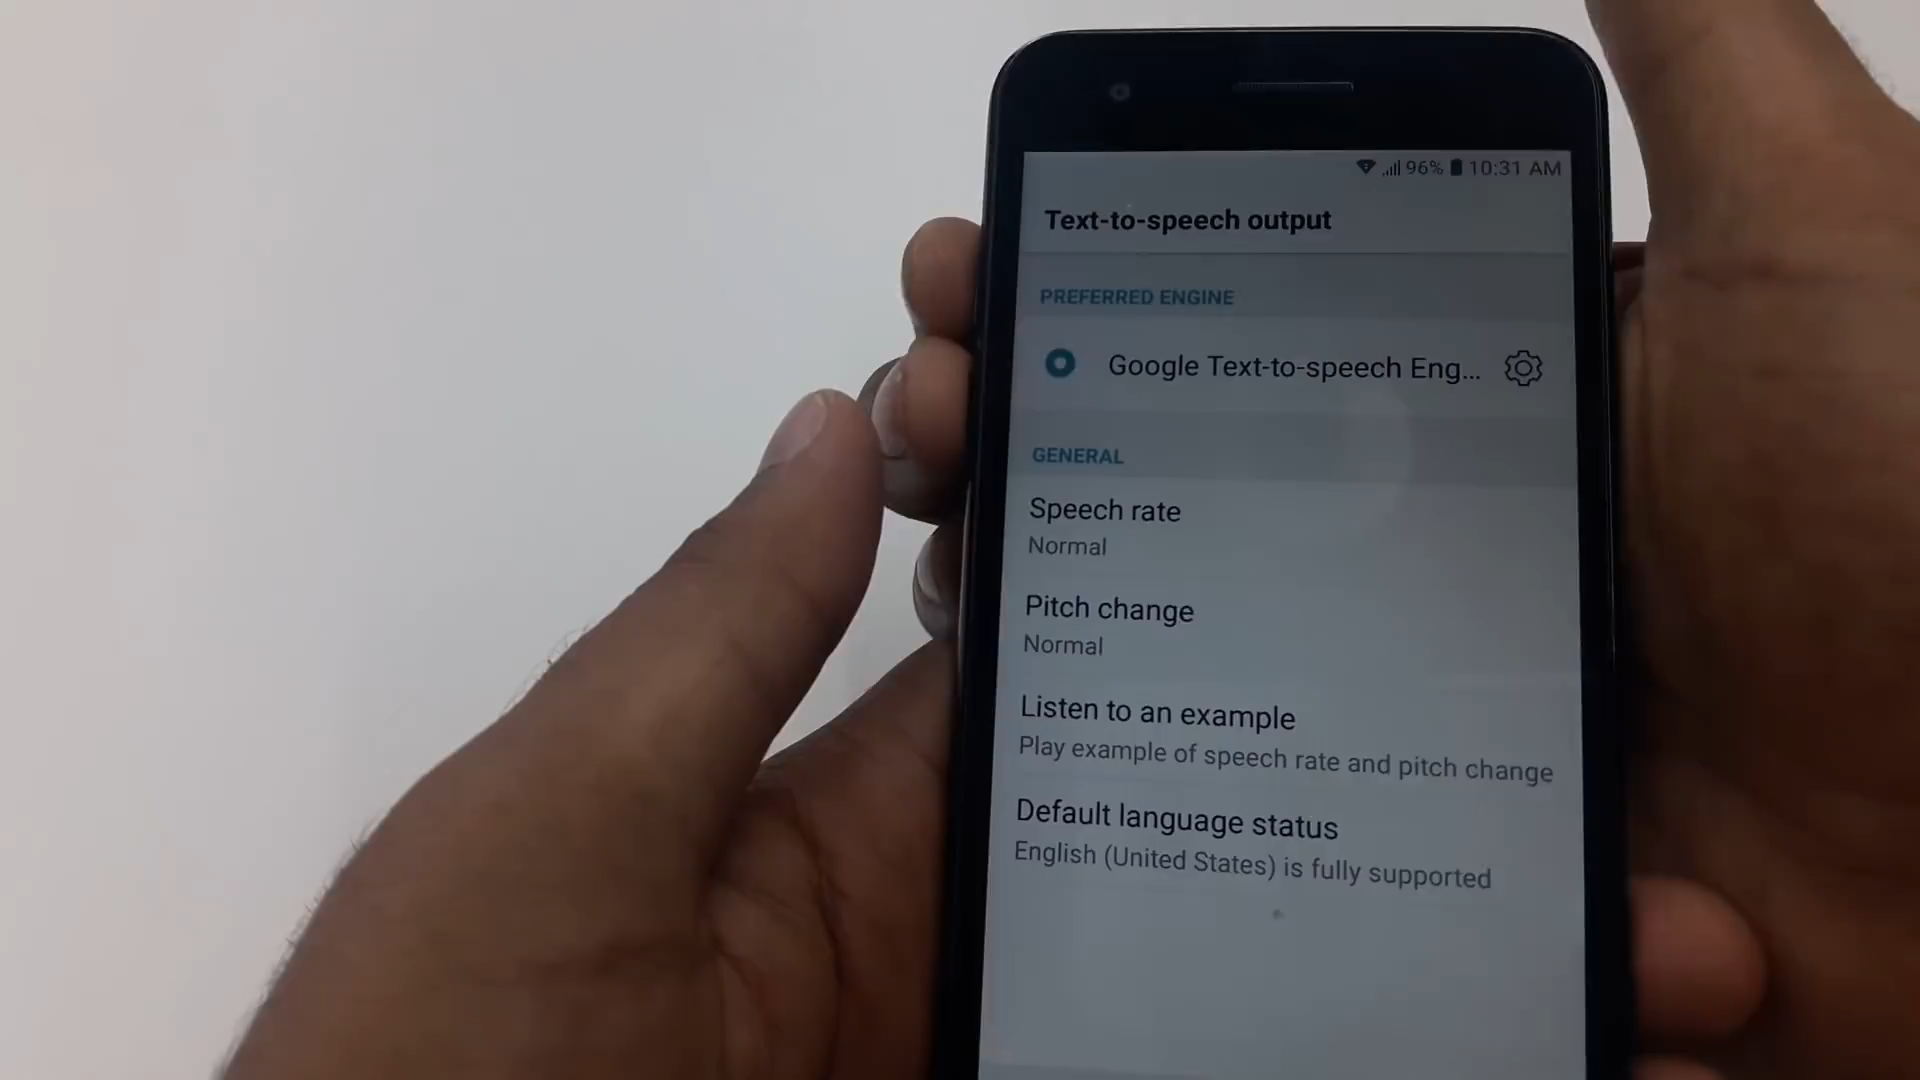 96% 10:31 AM
Text-to-speech output
PREFERRED ENGINE
Google Text-to-speech Eng...
GENERAL
Speech rate
Normal
Pitch change
Normal
Listen to an example
Play example of speech rate and pitch change
Default language status
English (United States) is fully supported